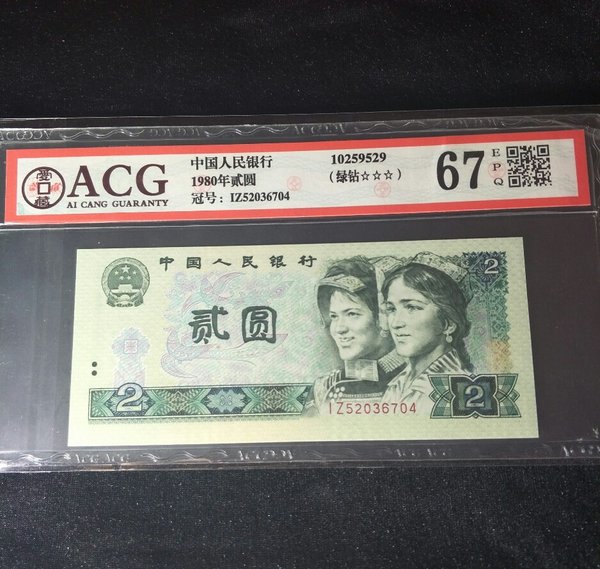 ACG
AI CANG GUARANTY
中国人民银行
1980年贰圆
冠号：IZ52036704
10259529
（绿钻☆☆☆）
67
EPQ
中国人民银行
贰圆
2
2
2
IZ52036704